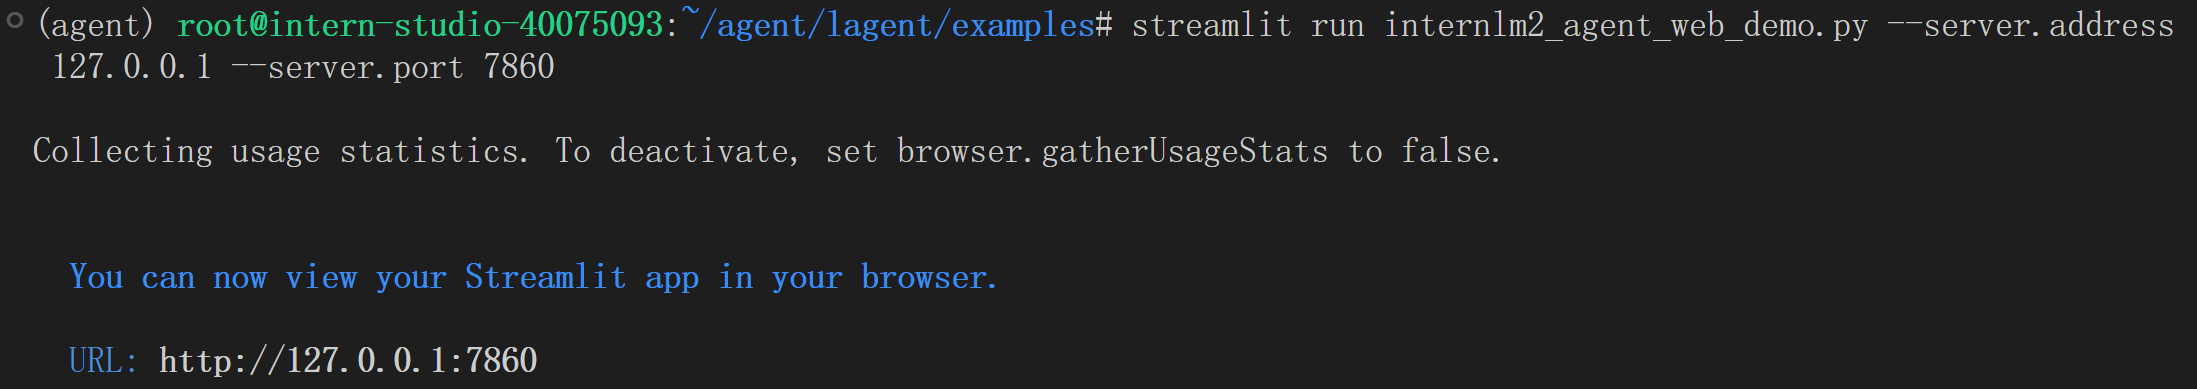 (agent) root@intern-studio-40075093:~/agent/lagent/examples# streamlit run internlm2_agent_web_demo.py --server.address
127.0.0.1 --server.port 7860
Collecting usage statistics. To deactivate, set browser.gatherUsageStats to false.
You can now view your Streamlit app in your browser.
URL: http://127.0.0.1:7860